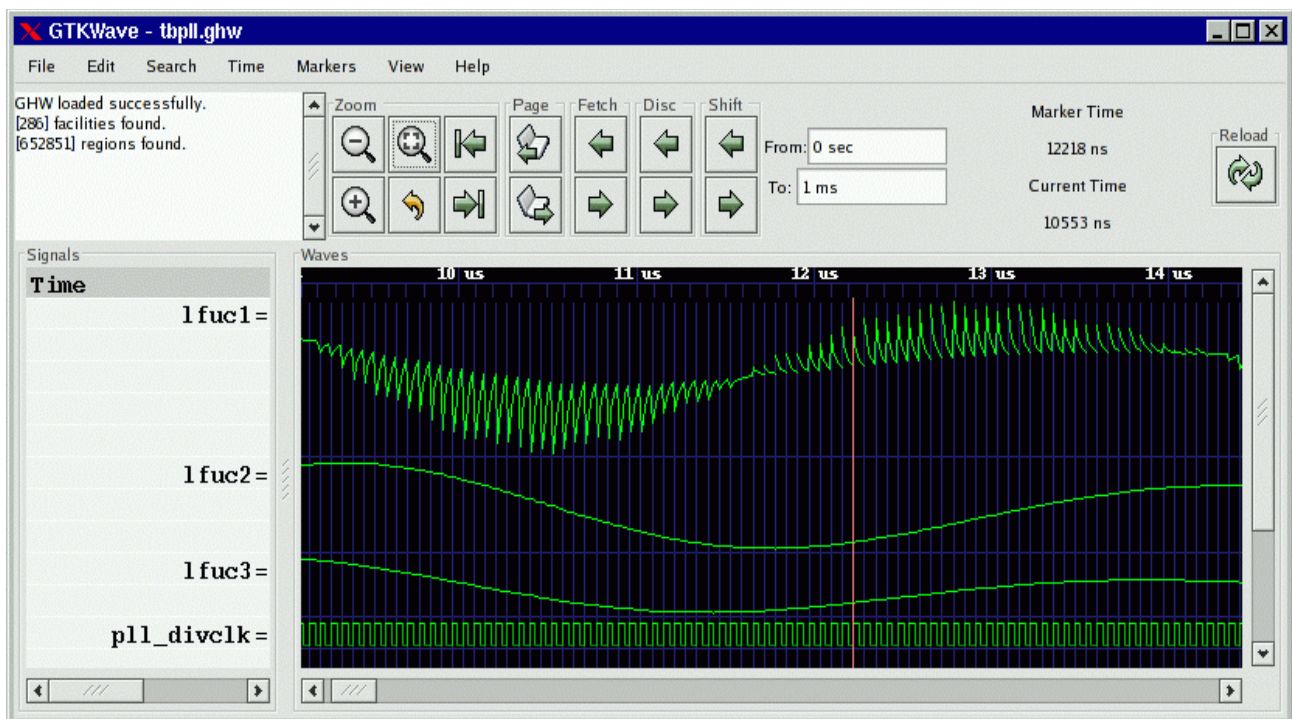 GTKWave - tbpll.ghw
File Edit Search Time Markers View Help
GHW loaded successfully.
[286] facilities found.
[652851] regions found.
Zoom Page Fetch Disc Shift
From: 0 sec
To: 1 ms
Marker Time
12218 ns
Current Time
10553 ns
Reload
Signals
Time
lfuc1=
lfuc2=
lfuc3=
pll_divclk=
Waves
10 us 11 us 12 us 13 us 14 us